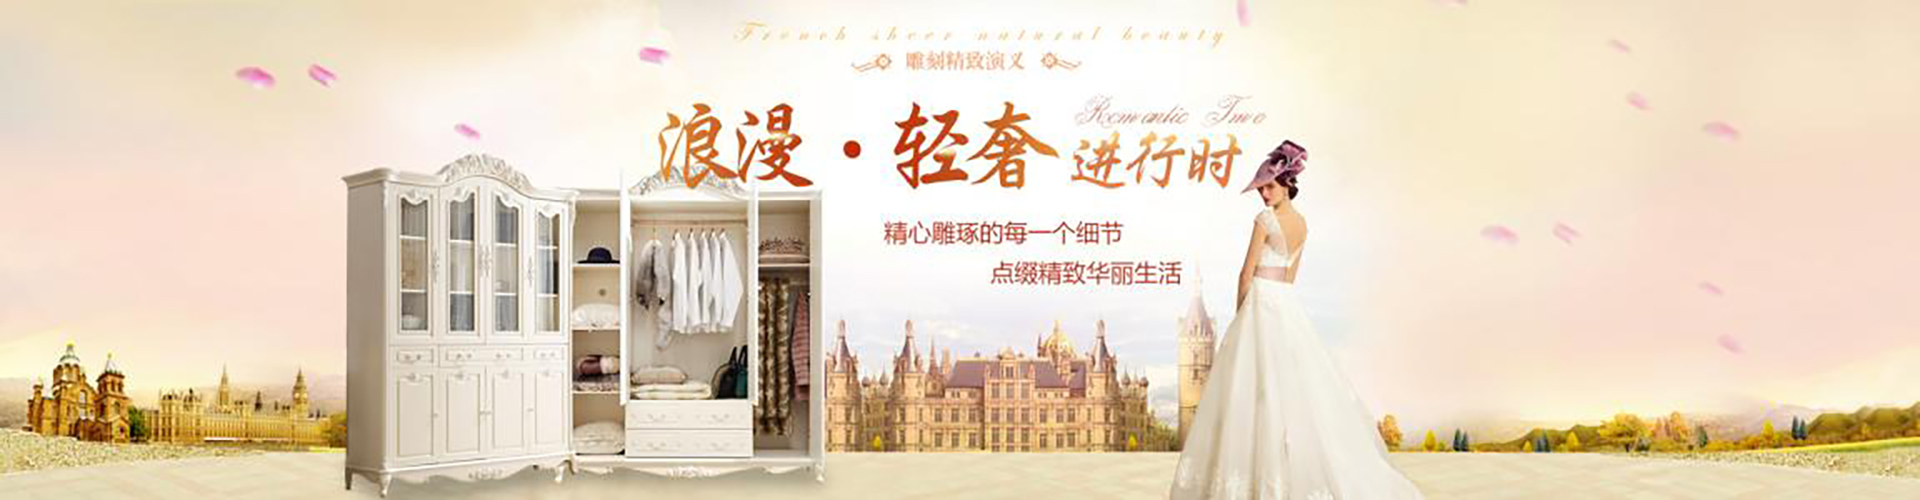 French sheer natural beauty
雕刻精致演义
浪漫·轻奢 进行时
Romantic Two
精心雕琢的每一个细节
点缀精致华丽生活